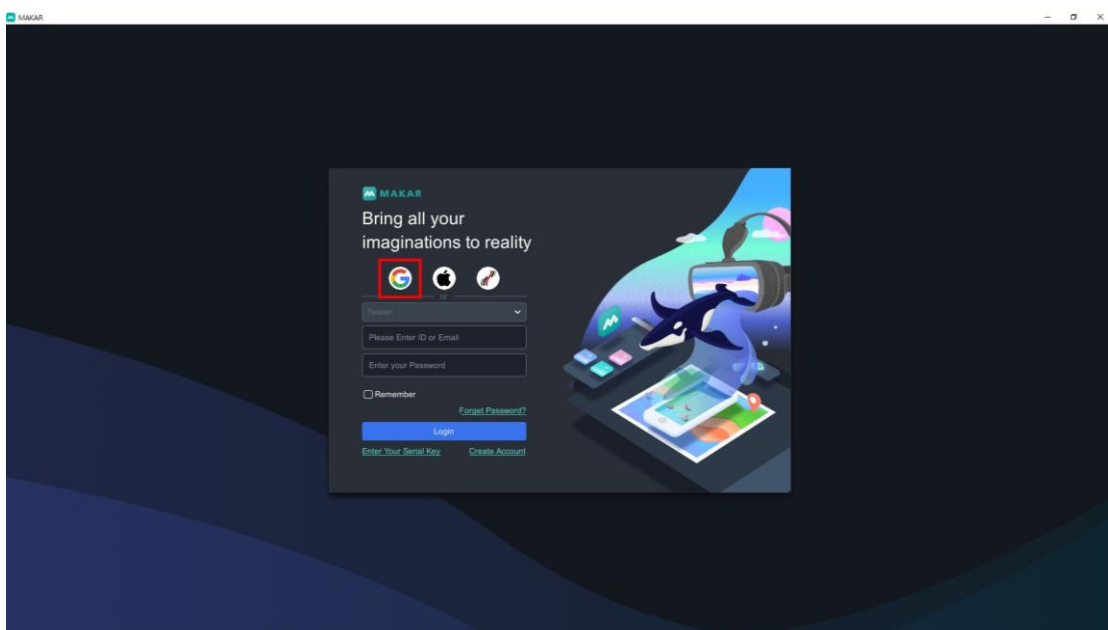 MAKAR
MAKAR
Bring all your
imaginations to reality
or
Taiwan
Please Enter ID or Email
Enter your Password
Remember
Forget Password?
Login
Enter Your Serial Key
Create Account